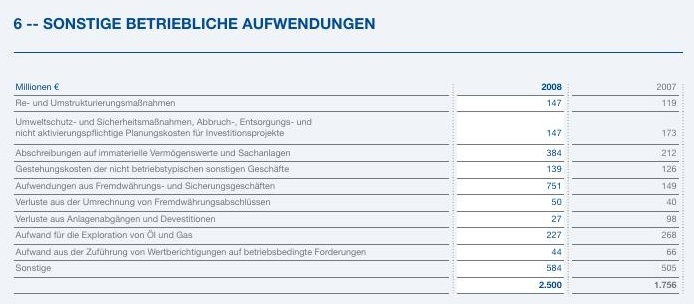 6 -- SONSTIGE BETRIEBLICHE AUFWENDUNGEN
Millionen € 2008 2007
Re- und Umstrukturierungsmaßnahmen 147 119
Umweltschutz- und Sicherheitsmaßnahmen, Abbruch-, Entsorgungs- und
nicht aktivierungspflichtige Planungskosten für Investitionsprojekte 147 173
Abschreibungen auf immaterielle Vermögenswerte und Sachanlagen 384 212
Gestehungskosten der nicht betriebstypischen sonstigen Geschäfte 139 126
Aufwendungen aus Fremdwährungs- und Sicherungsgeschäften 751 149
Verluste aus der Umrechnung von Fremdwährungsabschlüssen 50 40
Verluste aus Anlagenabgängen und Devestitionen 27 98
Aufwand für die Exploration von Öl und Gas 227 268
Aufwand aus der Zuführung von Wertberichtigungen auf betriebsbedingte Forderungen 44 66
Sonstige 584 505
2.500 1.756